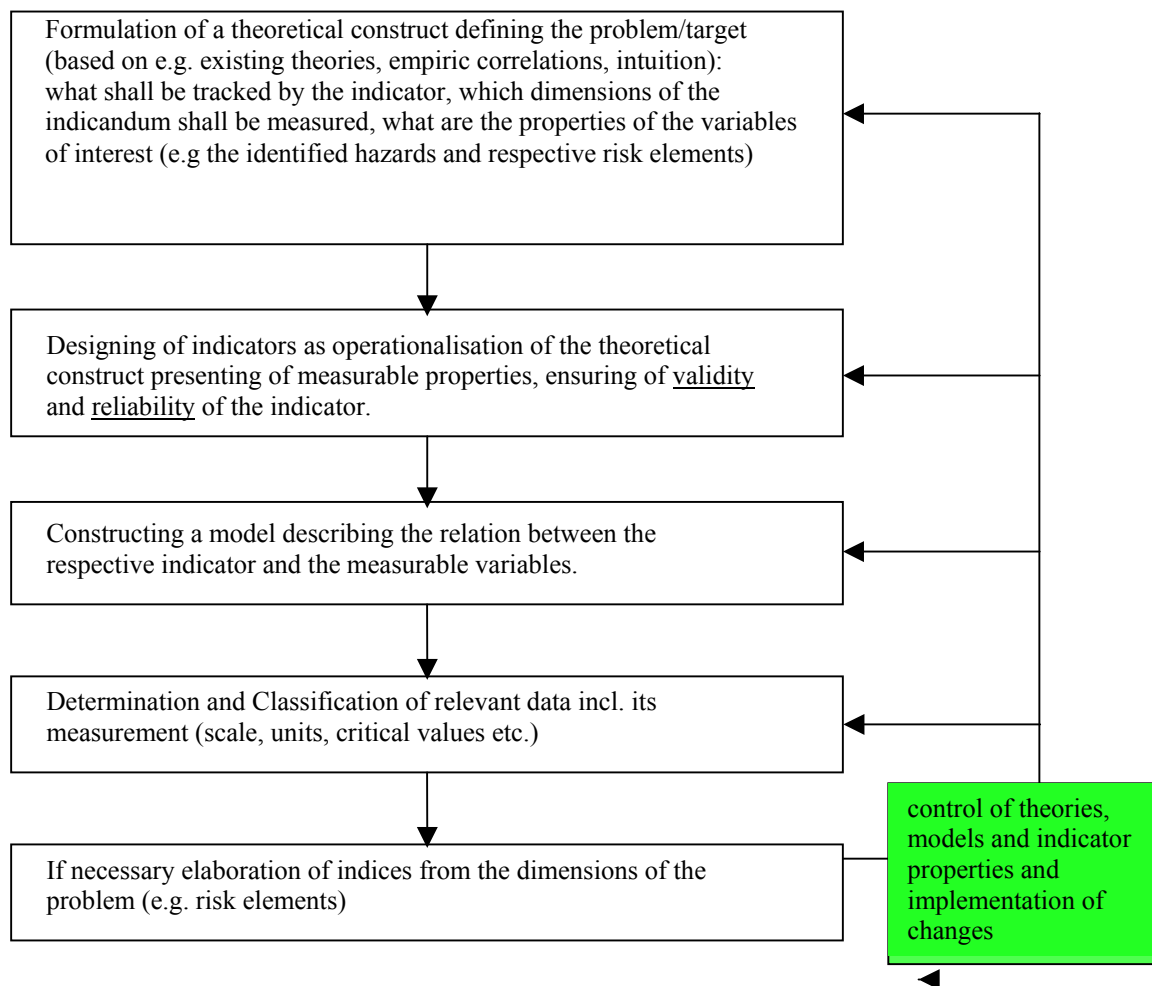 Formulation of a theoretical construct defining the problem/target
(based on e.g. existing theories, empiric correlations, intuition):
what shall be tracked by the indicator, which dimensions of the
indicandum shall be measured, what are the properties of the variables
of interest (e.g the identified hazards and respective risk elements)
Designing of indicators as operationalisation of the theoretical
construct presenting of measurable properties, ensuring of validity
and reliability of the indicator.
Constructing a model describing the relation between the
respective indicator and the measurable variables.
Determination and Classification of relevant data incl. its
measurement (scale, units, critical values etc.)
If necessary elaboration of indices from the dimensions of the
problem (e.g. risk elements)
control of theories,
models and indicator
properties and
implementation of
changes